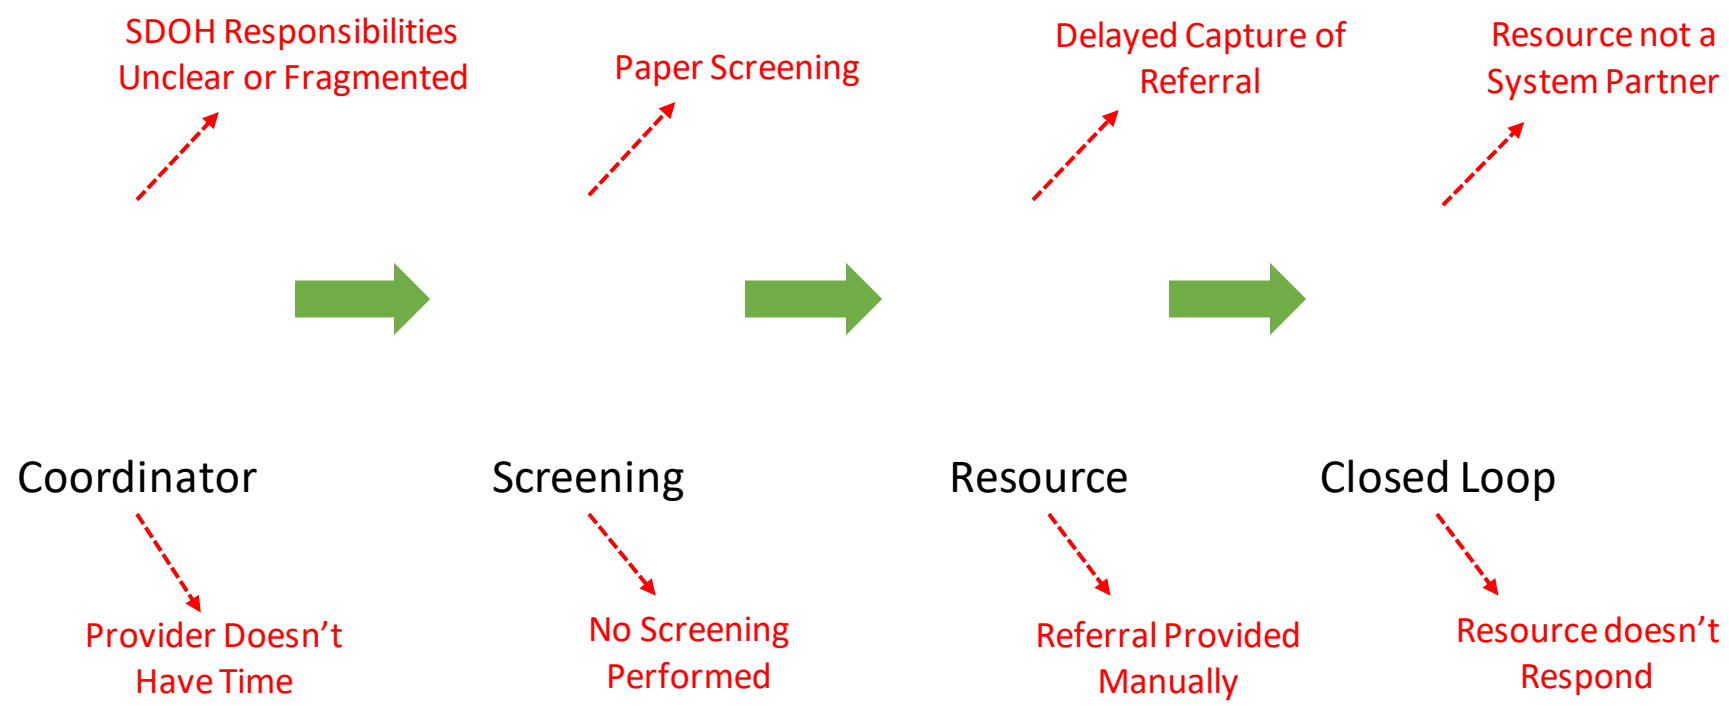 SDOH Responsibilities
Unclear or Fragmented
Paper Screening
Delayed Capture of
Referral
Resource not a
System Partner
Coordinator
Screening
Resource
Closed Loop
Provider Doesn’t
Have Time
No Screening
Performed
Referral Provided
Manually
Resource doesn’t
Respond